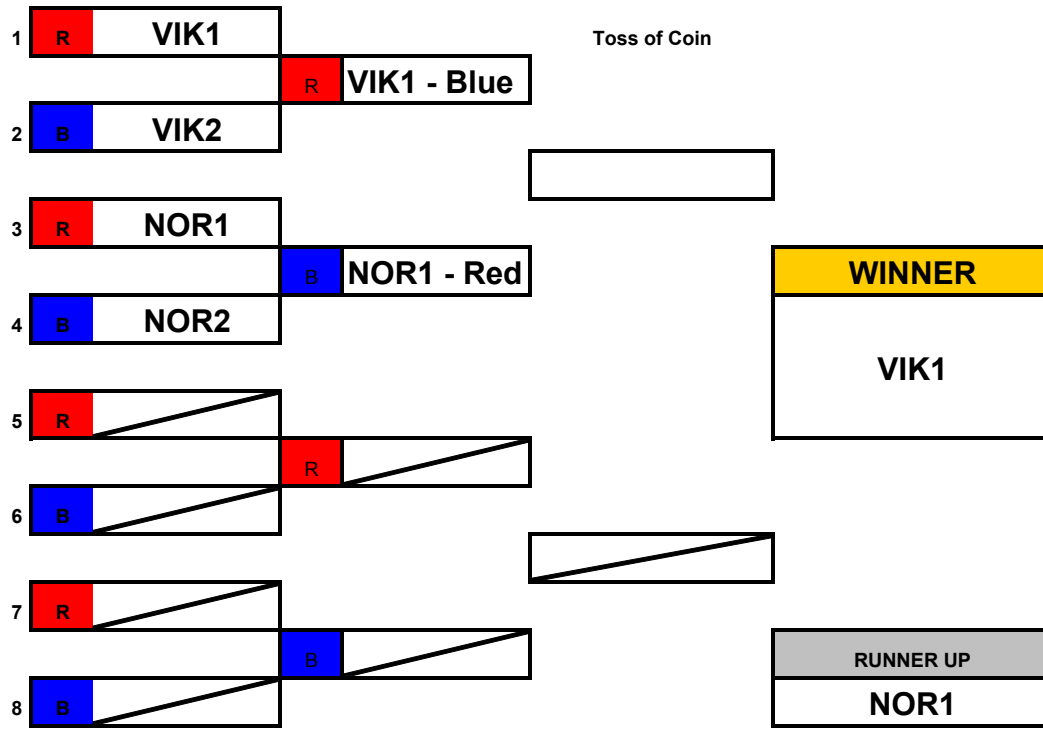 1 R VIK1
Toss of Coin
R VIK1 - Blue
2 B VIK2
3 R NOR1
B NOR1 - Red
WINNER
4 B NOR2
VIK1
5 R
R
6 B
7 R
B
RUNNER UP
8 B
NOR1